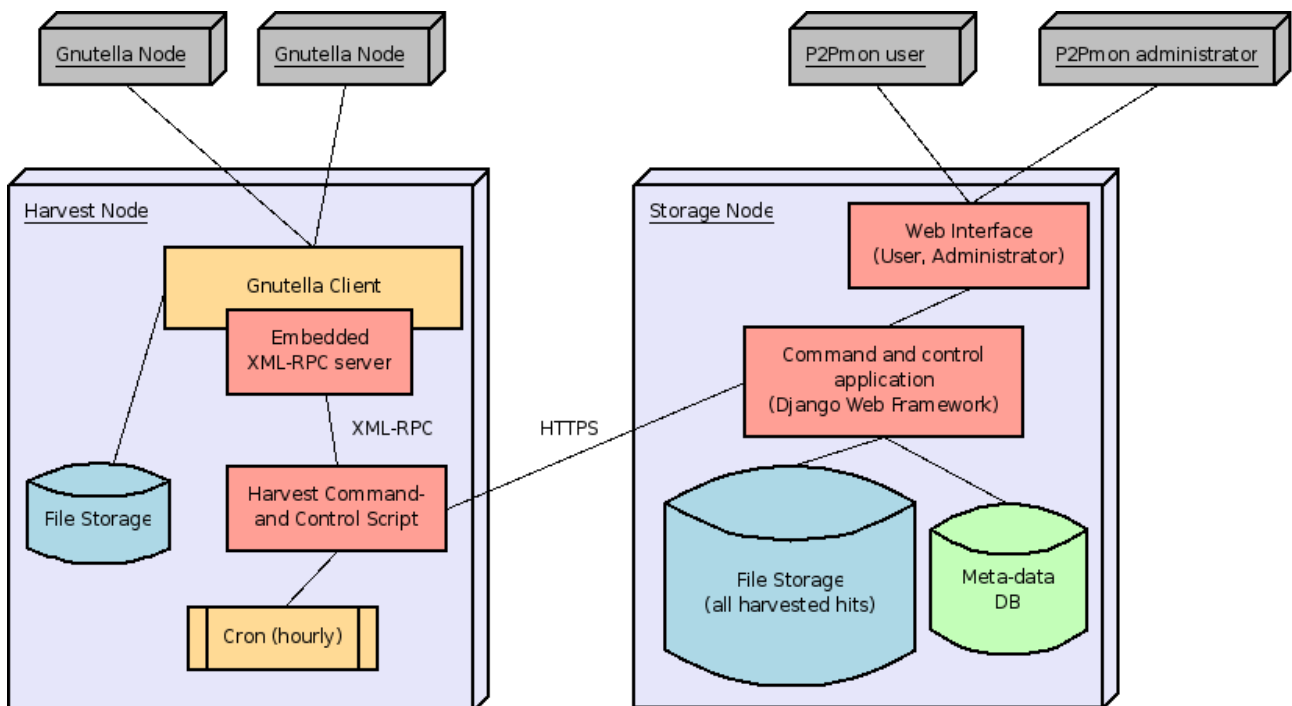 Gnutella Node
Gnutella Node
P2Pmon user
P2Pmon administrator
Harvest Node
Gnutella Client
Embedded
XML-RPC server
XML-RPC
File Storage
Harvest Command-
and Control Script
Cron (hourly)
HTTPS
Storage Node
Web Interface
(User, Administrator)
Command and control
application
(Django Web Framework)
File Storage
(all harvested hits)
Meta-data
DB